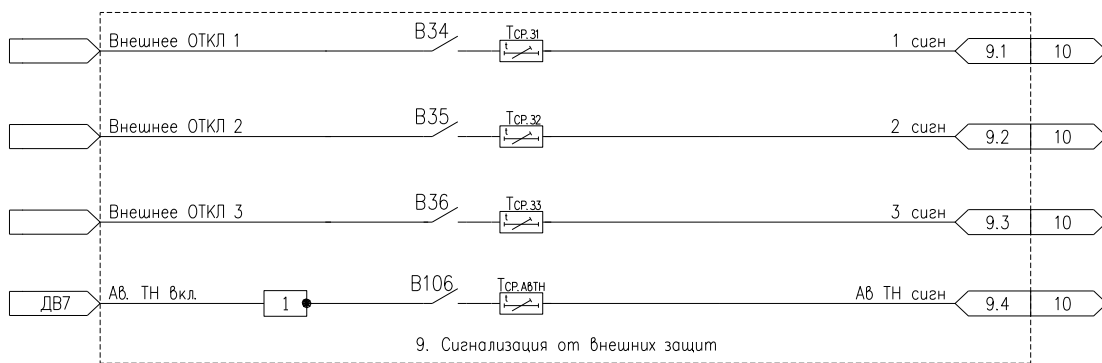 Внешнее ОТКЛ 1 В34 Тср.31 t 1 сигн 9.1 10
Внешнее ОТКЛ 2 В35 Тср.32 t 2 сигн 9.2 10
Внешнее ОТКЛ 3 В36 Тср.33 t 3 сигн 9.3 10
ДВ7 Ав. ТН вкл. 1 В106 Тср.АвТН t Ав ТН сигн 9.4 10
9. Сигнализация от внешних защит